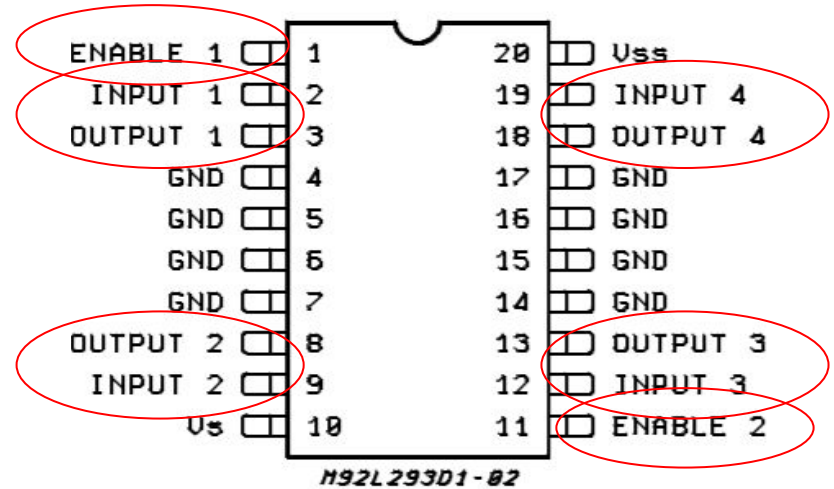 ENABLE 1 1 20 Vss
INPUT 1 2 19 INPUT 4
OUTPUT 1 3 18 OUTPUT 4
GND 4 17 GND
GND 5 16 GND
GND 6 15 GND
GND 7 14 GND
OUTPUT 2 8 13 OUTPUT 3
INPUT 2 9 12 INPUT 3
Vs 10 11 ENABLE 2
M92L293D1-02